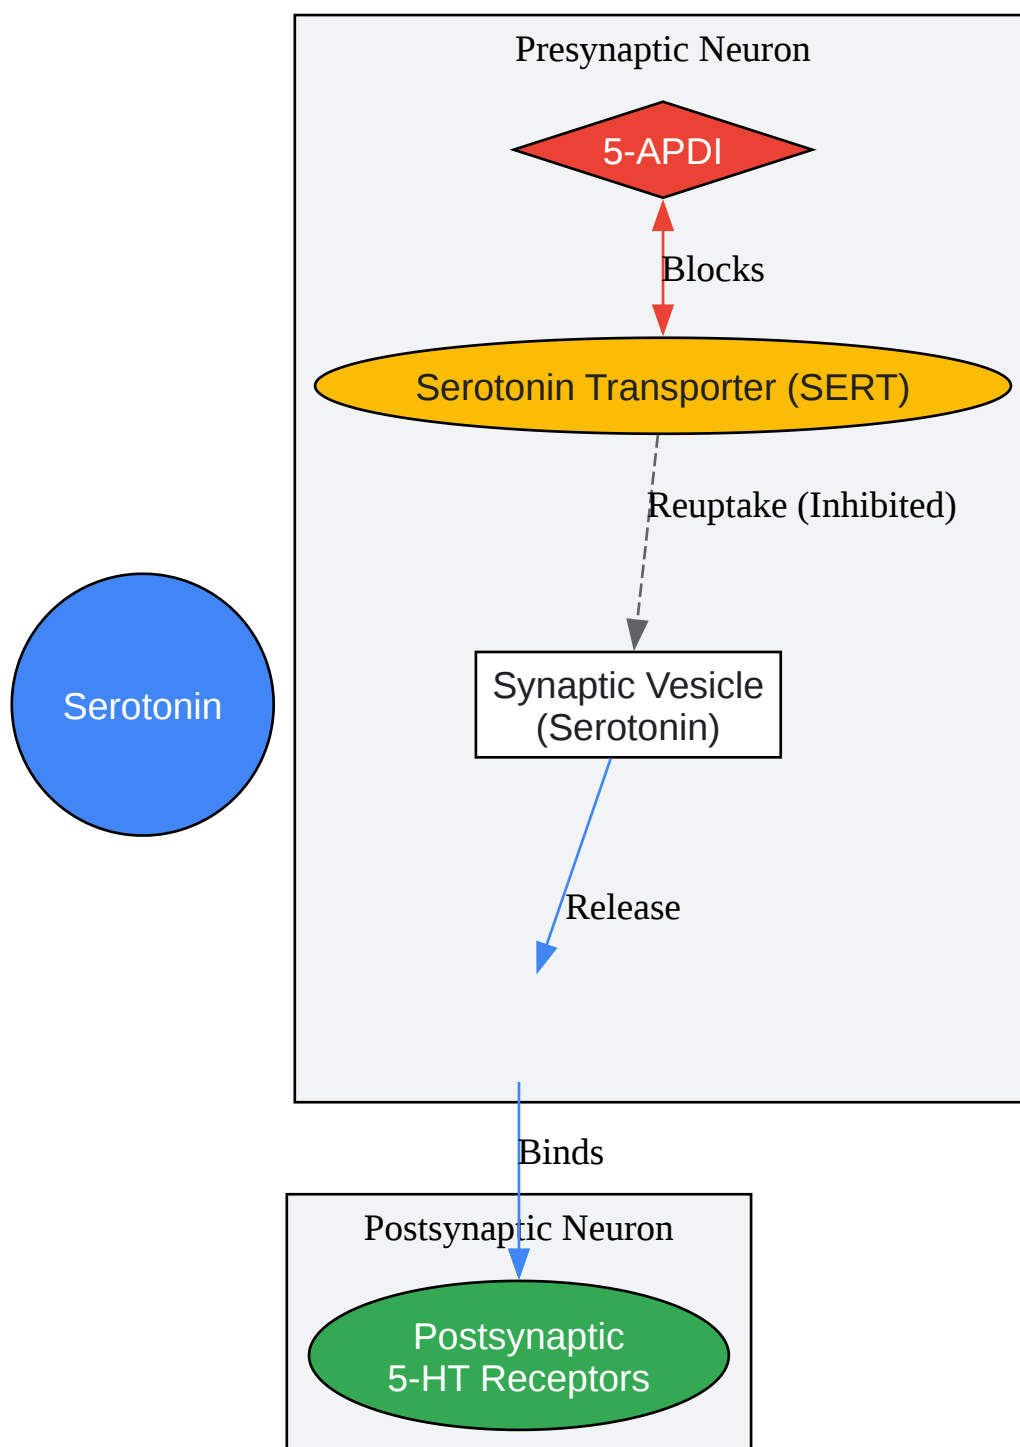 Presynaptic Neuron
5-APDI
Blocks
Serotonin Transporter (SERT)
Reuptake (Inhibited)
Serotonin
Synaptic Vesicle
(Serotonin)
Release
Binds
Postsynaptic Neuron
Postsynaptic
5-HT Receptors